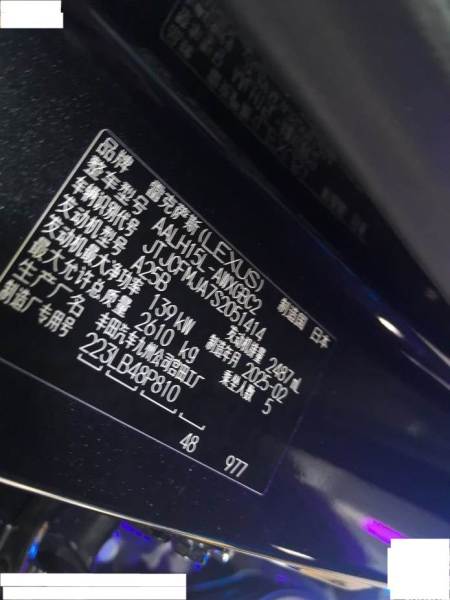 品牌 雷克萨斯(LEXUS) 制造国 日本
整车型号 AALH15L-AWXGBC2
车辆识别代号 JTJCFMJA7S2051414
发动机型号 A25B 发动机排量 2487 mL
发动机最大净功率 139 kW 制造年月 2025-02
最大允许总质量 2610 kg 乘坐人数 5
生产厂名 丰田汽车九州公司宫田工厂
制造厂专用号 223LB48P810
48 977